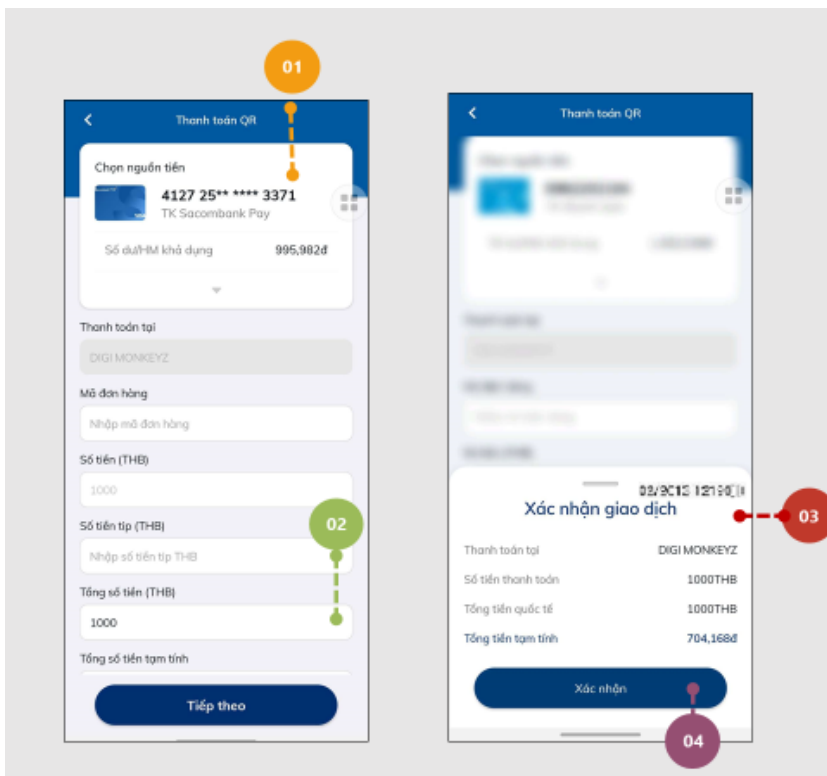 01
Thanh toán QR
Chọn nguồn tiền
4127 25** **** 3371
TK Sacombank Pay
Số dư/HM khả dụng 995,982đ
Thanh toán tại
DIGI MONKEYZ
Mã đơn hàng
Nhập mã đơn hàng
Số tiền (THB)
1000
Số tiền tip (THB)
02
Nhập số tiền tip THB
Tổng số tiền (THB)
1000
Tổng số tiền tạm tính
Tiếp theo
Thanh toán QR
Xác nhận giao dịch
03
Thanh toán tại DIGI MONKEYZ
Số tiền thanh toán 1000THB
Tổng tiền quốc tế 1000THB
Tổng tiền tạm tính 704,168đ
Xác nhận
04